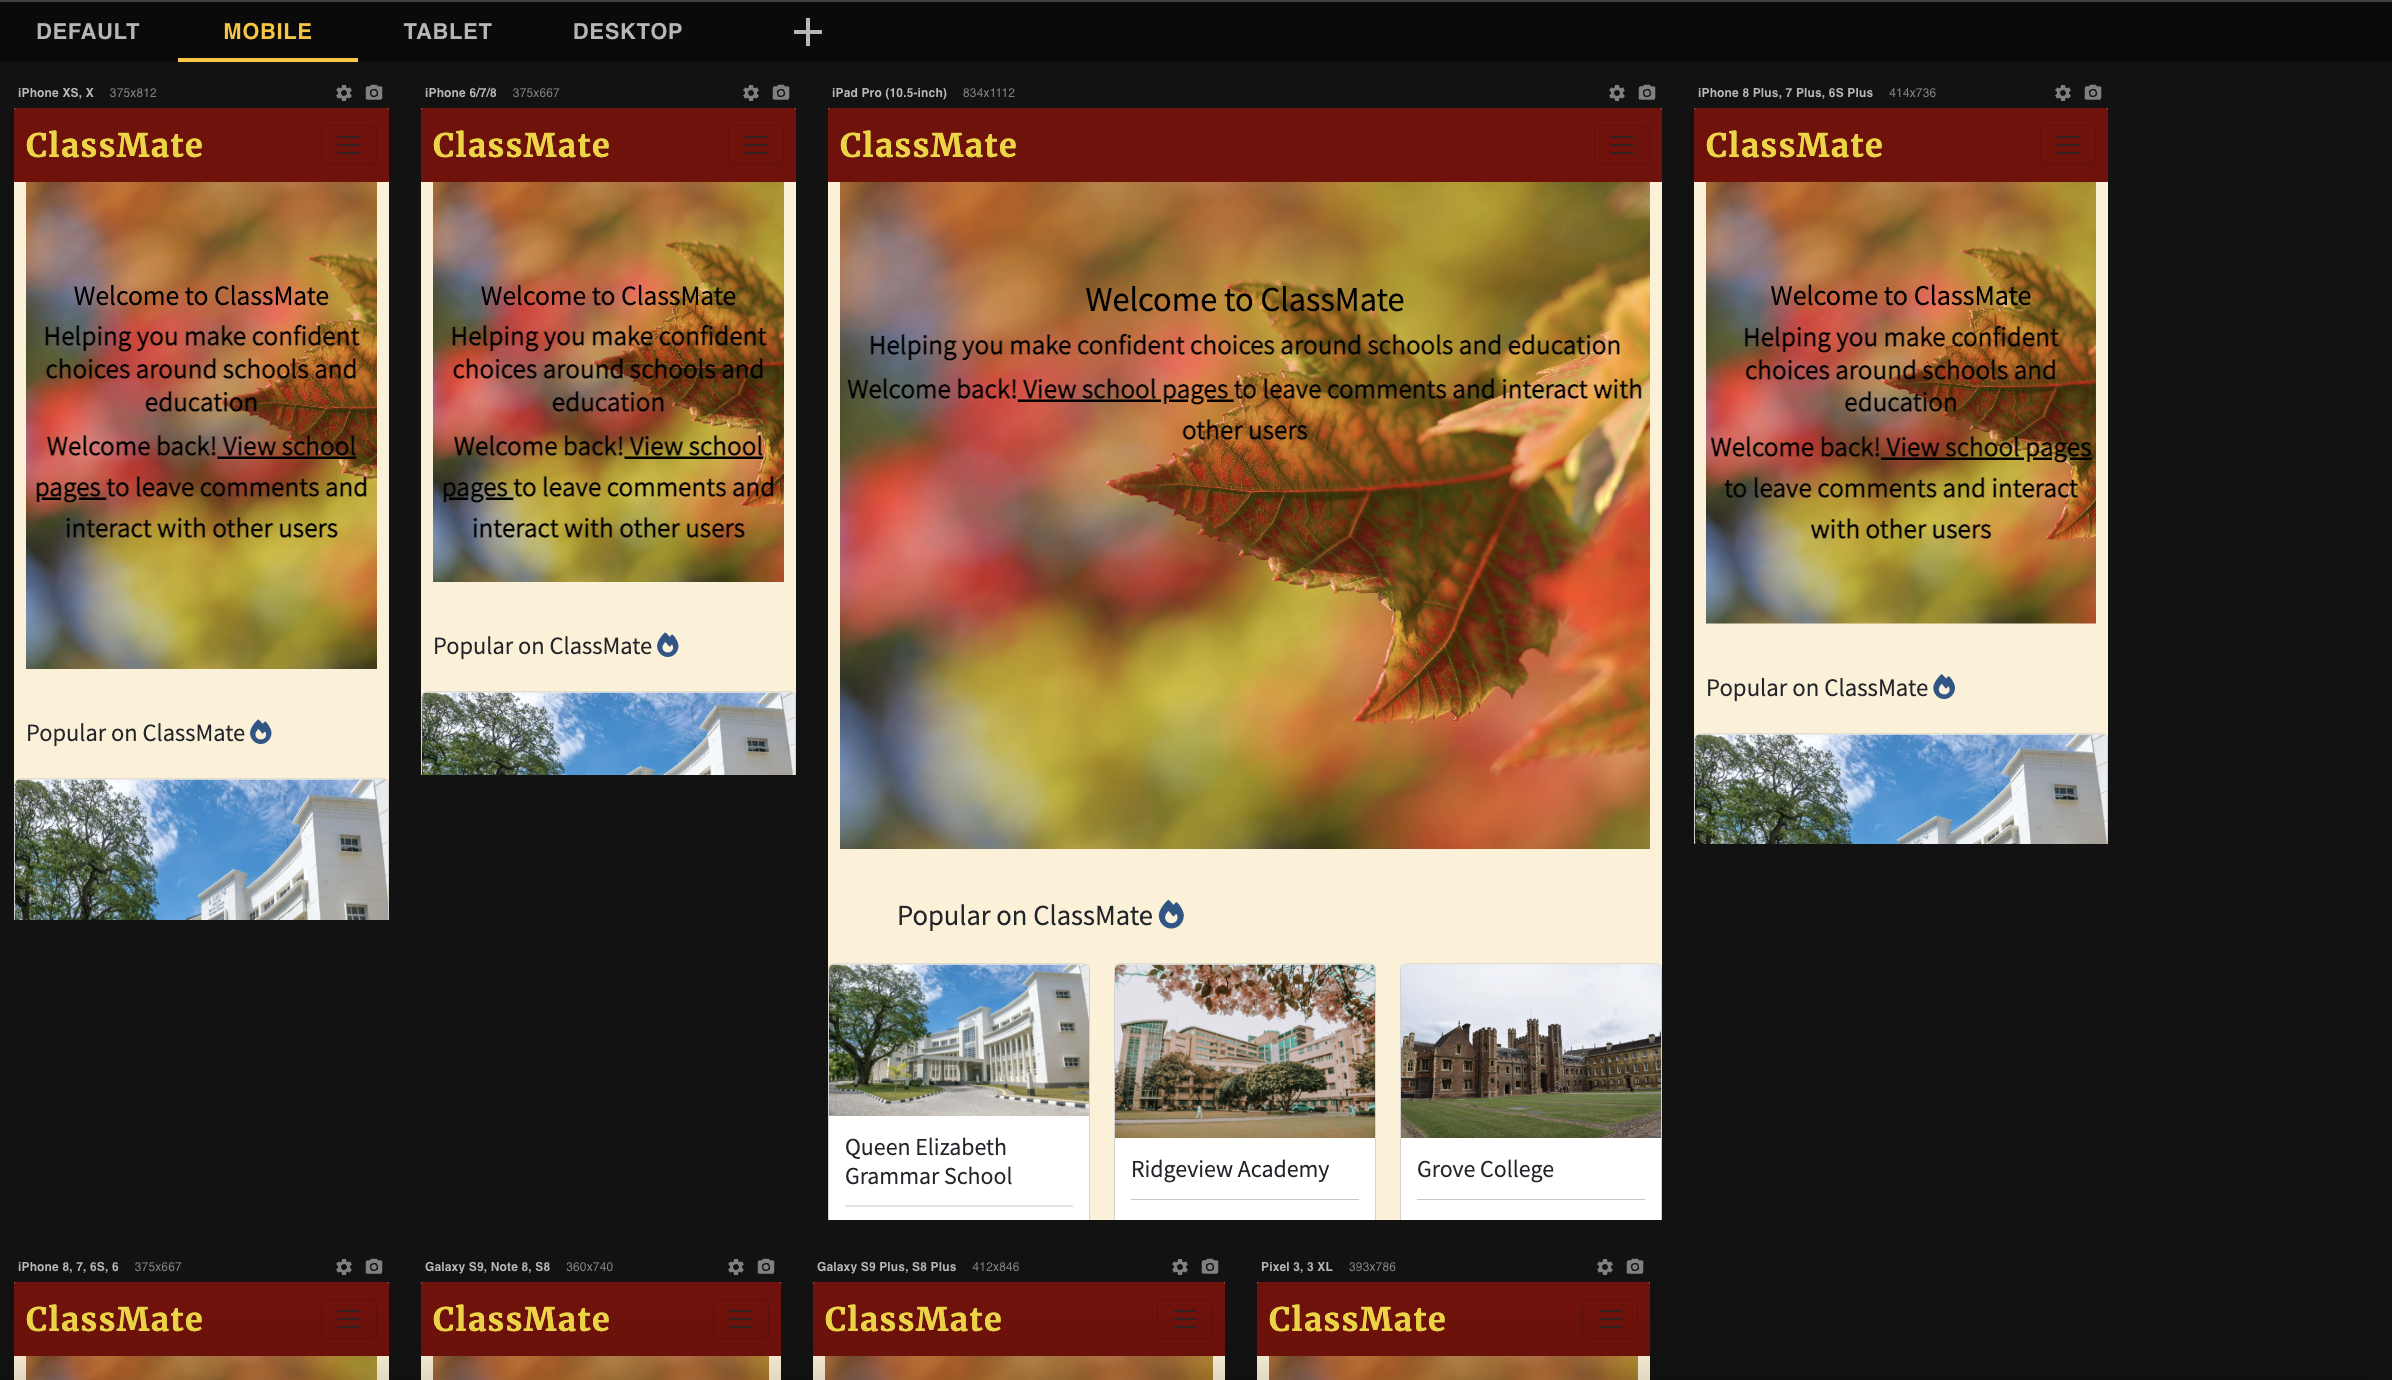 DEFAULT MOBILE TABLET DESKTOP +
iPhone XS, X 375x812
ClassMate
Welcome to ClassMate
Helping you make confident
choices around schools and
education
Welcome back! View school
pages to leave comments and
interact with other users
Popular on ClassMate
iPhone 6/7/8 375x667
ClassMate
Welcome to ClassMate
Helping you make confident
choices around schools and
education
Welcome back! View school
pages to leave comments and
interact with other users
Popular on ClassMate
iPad Pro (10.5-inch) 834x1112
ClassMate
Welcome to ClassMate
Helping you make confident choices around schools and education
Welcome back! View school pages to leave comments and interact with
other users
Popular on ClassMate
Queen Elizabeth
Grammar School
Ridgeview Academy
Grove College
iPhone 8 Plus, 7 Plus, 6S Plus 414x736
ClassMate
Welcome to ClassMate
Helping you make confident
choices around schools and
education
Welcome back! View school pages
to leave comments and interact
with other users
Popular on ClassMate
iPhone 8, 7, 6S, 6 375x667
ClassMate
Galaxy S9, Note 8, S8 360x740
ClassMate
Galaxy S9 Plus, S8 Plus 412x846
ClassMate
Pixel 3, 3 XL 393x786
ClassMate